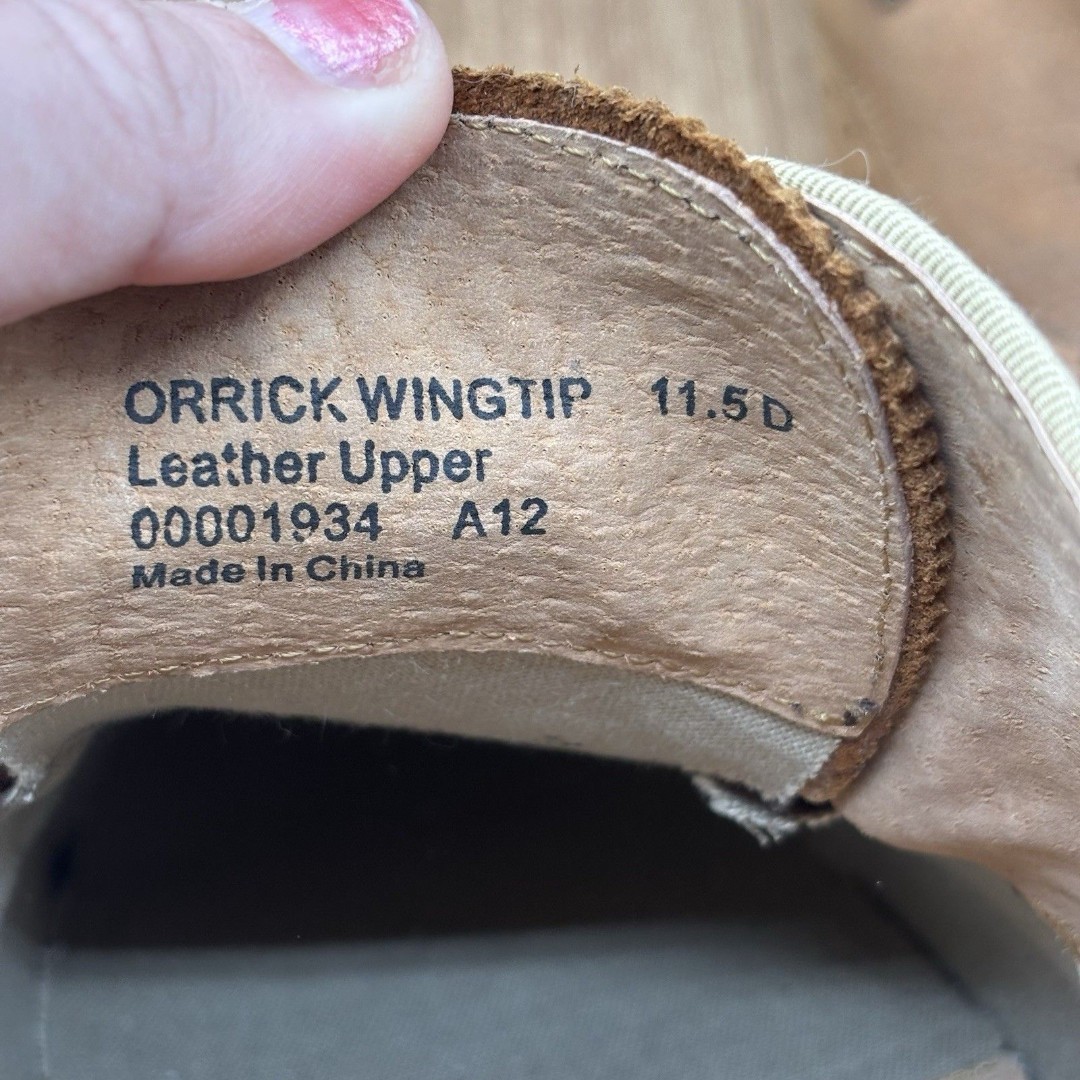 ORRICK WINGTIP 11.5 D
Leather Upper
00001934 A12
Made In China